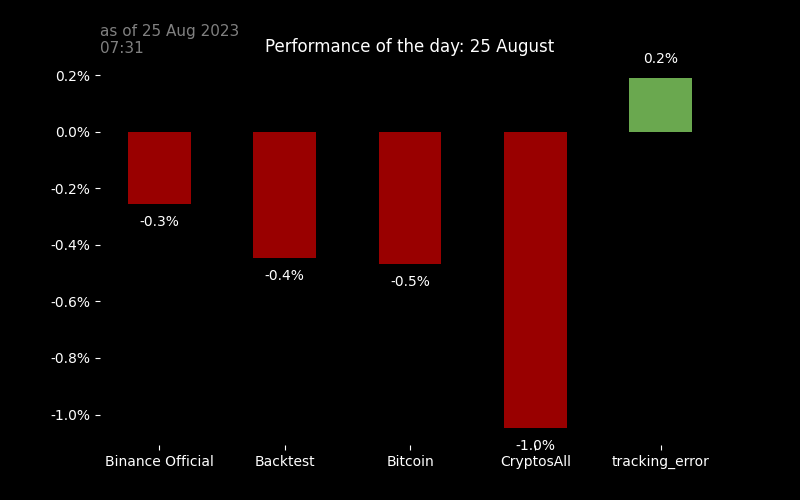 as of 25 Aug 2023
07:31
Performance of the day: 25 August
0.2%
0.2%
0.0%
-0.2%
-0.3%
-0.4%
-0.4%
-0.5%
-0.6%
-0.8%
-1.0%
-1.0%
Binance Official
Backtest
Bitcoin
CryptosAll
tracking_error